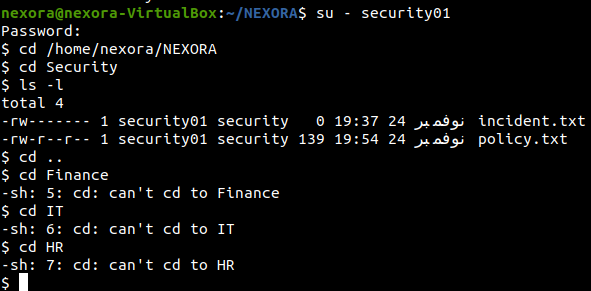 nexora@nexora-VirtualBox:~/NEXORA$ su - security01
Password:
$ cd /home/nexora/NEXORA
$ cd Security
$ ls -l
total 4
-rw------- 1 security01 security   0 19:37 24 نوفمبر incident.txt
-rw-r--r-- 1 security01 security 139 19:54 24 نوفمبر policy.txt
$ cd ..
$ cd Finance
-sh: 5: cd: can't cd to Finance
$ cd IT
-sh: 6: cd: can't cd to IT
$ cd HR
-sh: 7: cd: can't cd to HR
$